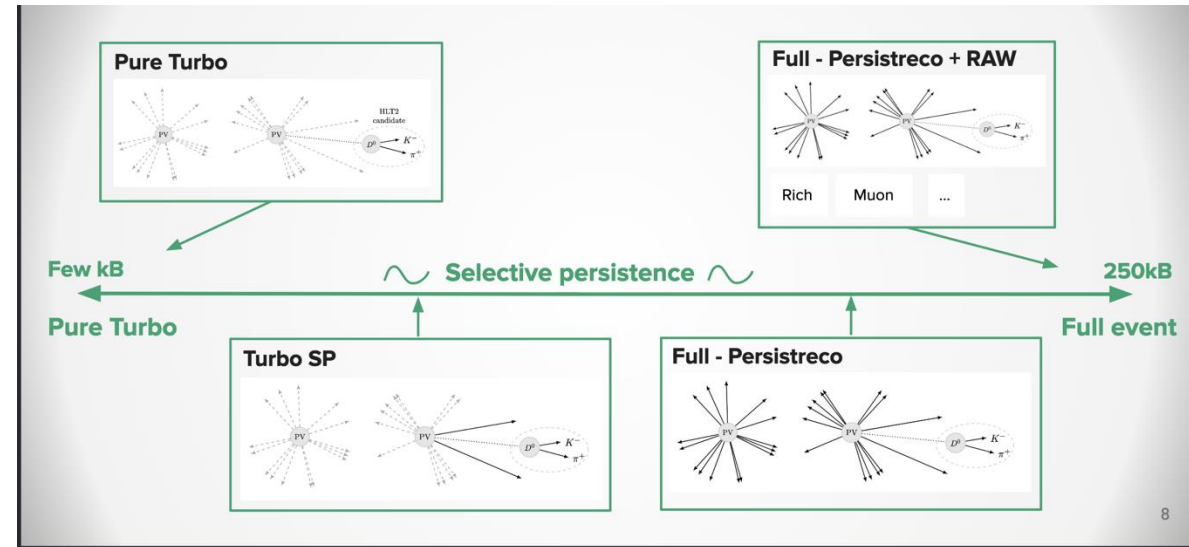 Pure Turbo
PV
PV
HLT2
candidate
D⁰
K⁻
π⁺
Full - Persistreco + RAW
PV
PV
D⁰
K⁻
π⁺
Rich
Muon
...
Few kB
Selective persistence
250kB
Pure Turbo
Full event
Turbo SP
PV
PV
D⁰
K⁻
π⁺
Full - Persistreco
PV
PV
D⁰
K⁻
π⁺
8